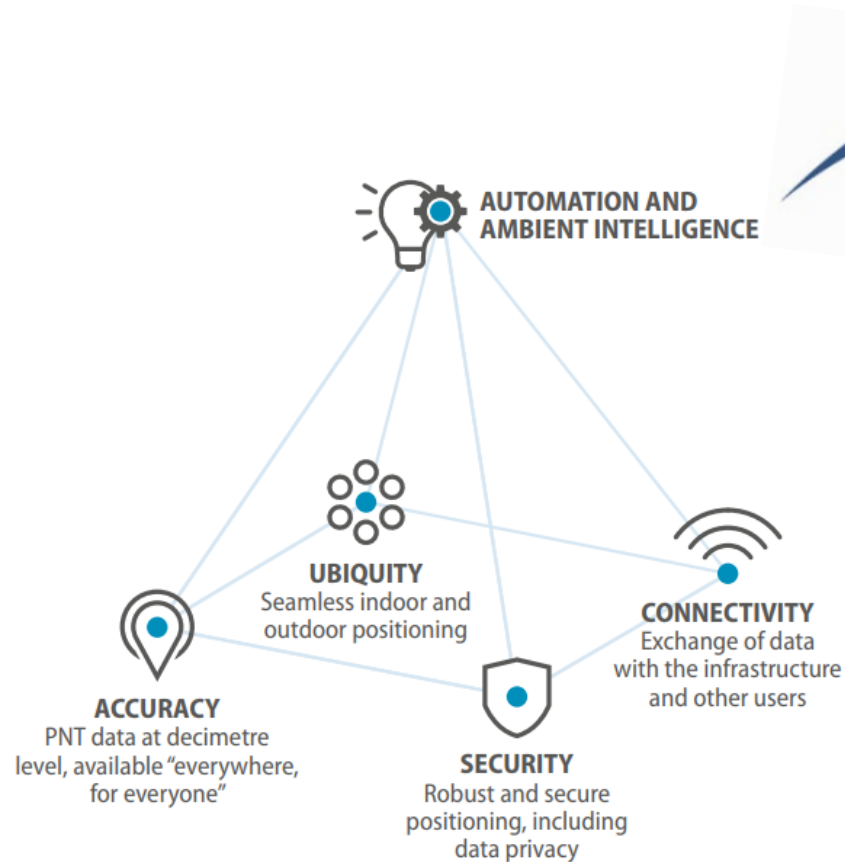 AUTOMATION AND
AMBIENT INTELLIGENCE
UBIQUITY
Seamless indoor and
outdoor positioning
CONNECTIVITY
Exchange of data
with the infrastructure
and other users
ACCURACY
PNT data at decimetre
level, available “everywhere,
for everyone”
SECURITY
Robust and secure
positioning, including
data privacy